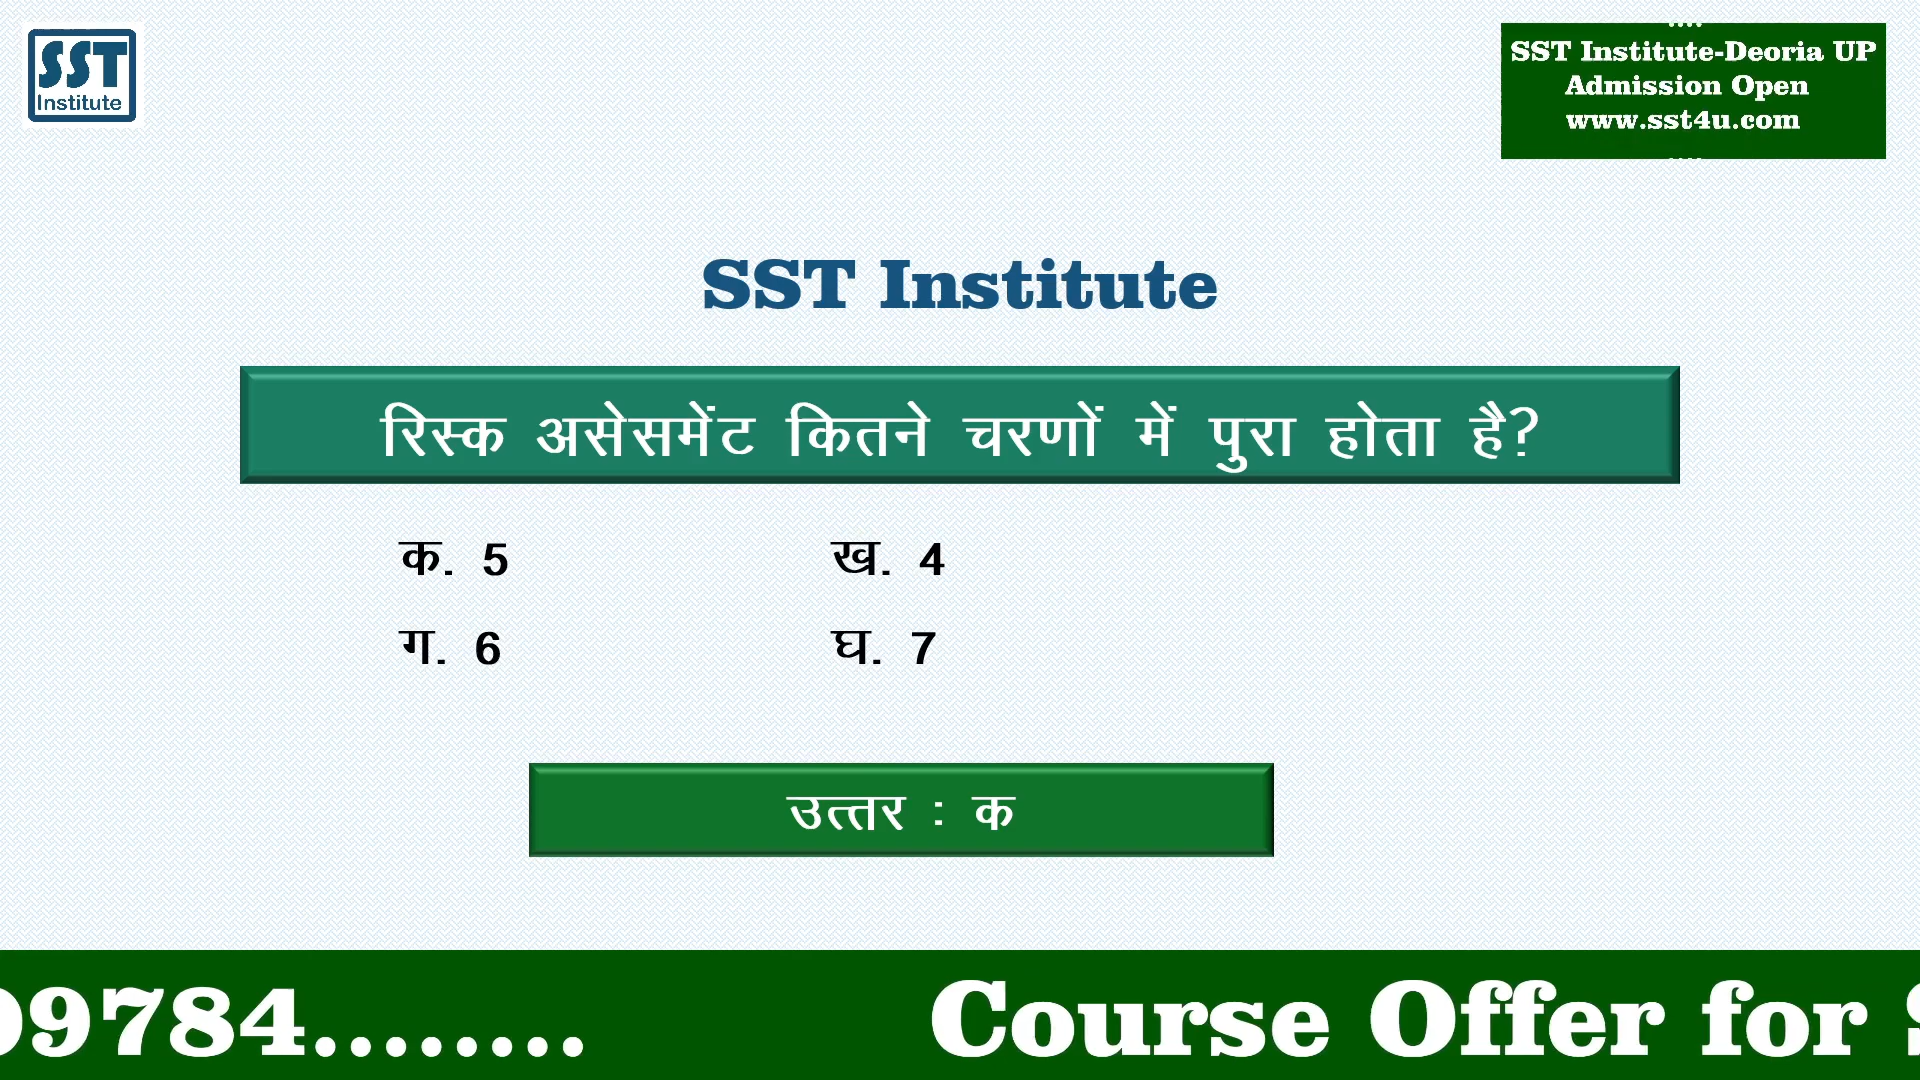 SST
Institute
SST Institute-Deoria UP
Admission Open
www.sst4u.com
SST Institute
रिस्क असेसमेंट कितने चरणों में पुरा होता है?
क. 5 ख. 4
ग. 6 घ. 7
उत्तर : क
09784........ Course Offer for